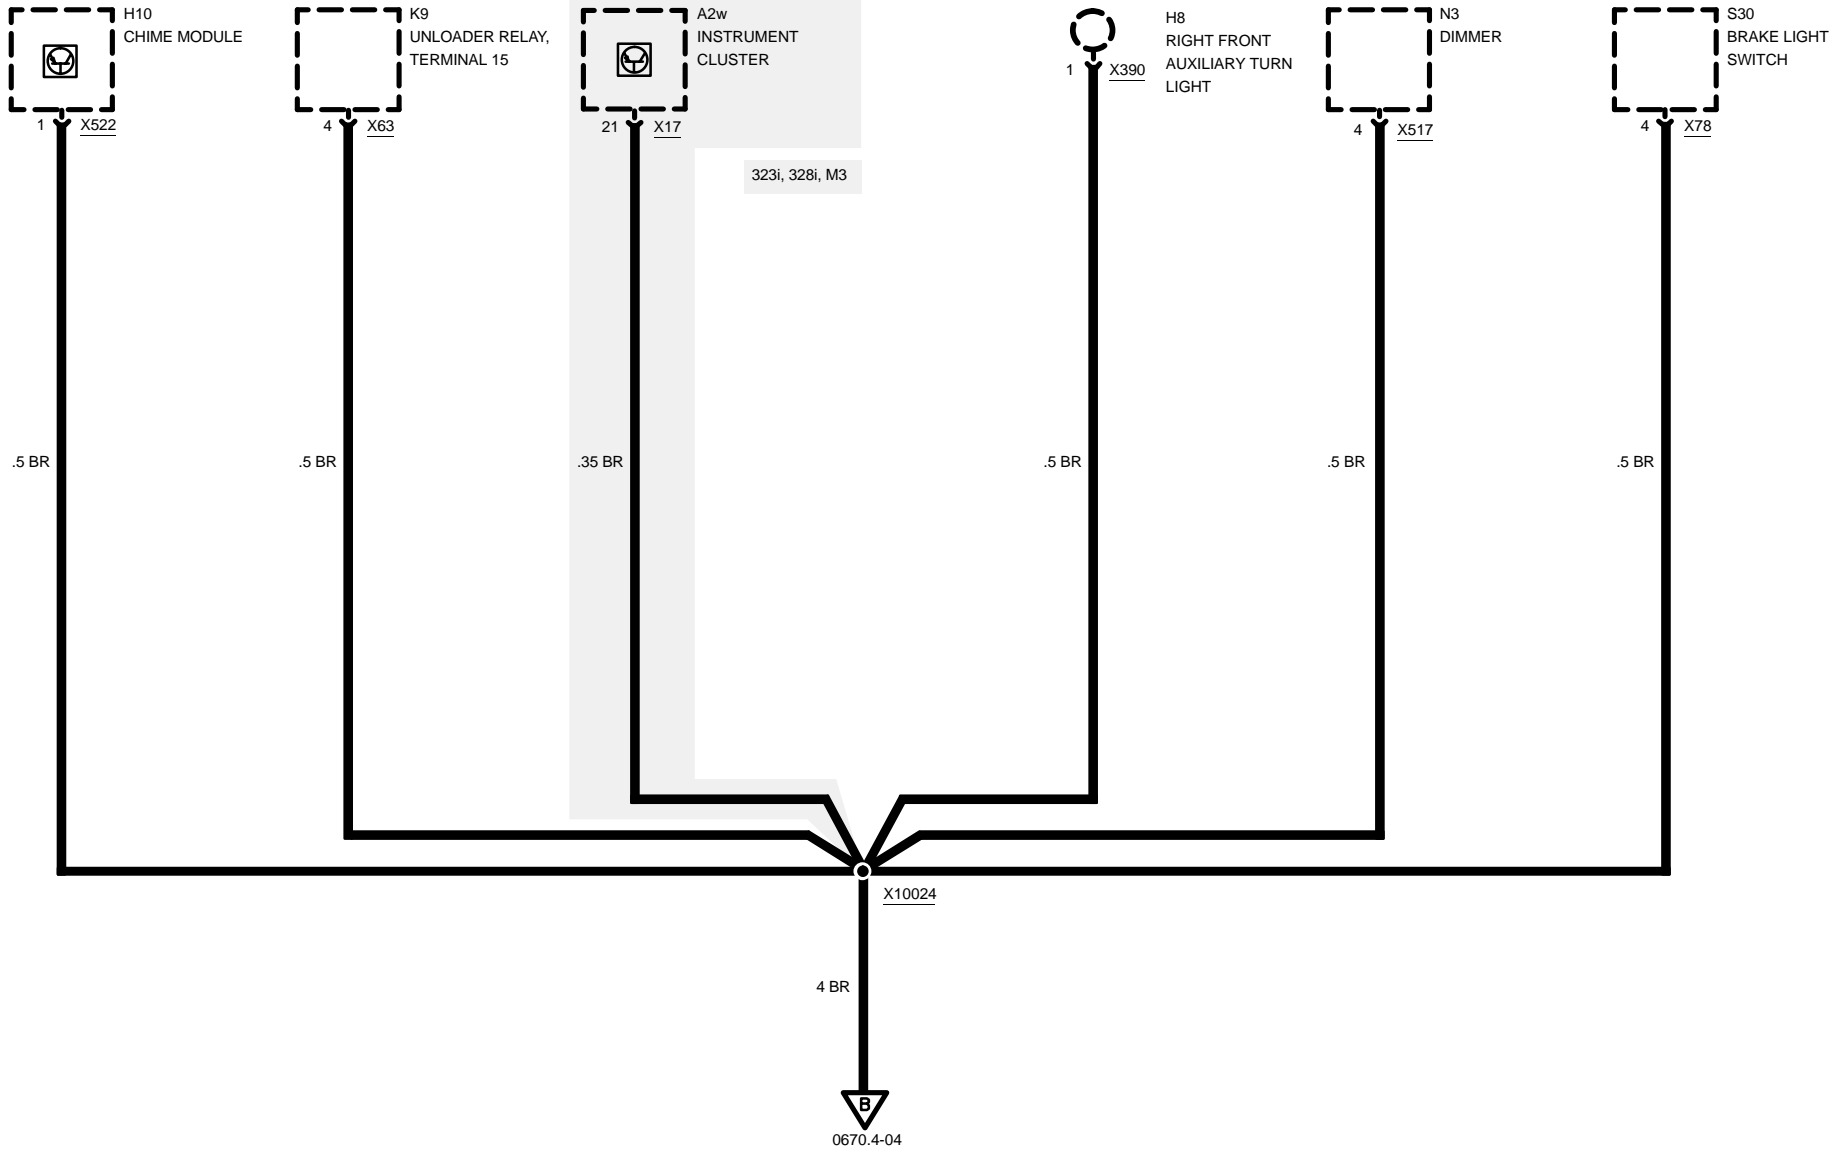 H10
CHIME MODULE
1 X522
K9
UNLOADER RELAY,
TERMINAL 15
4 X63
A2w
INSTRUMENT
CLUSTER
21 X17
323i, 328i, M3
H8
RIGHT FRONT
AUXILIARY TURN
LIGHT
1 X390
N3
DIMMER
4 X517
S30
BRAKE LIGHT
SWITCH
4 X78
.5 BR
.5 BR
.35 BR
.5 BR
.5 BR
.5 BR
X10024
4 BR
B
0670.4-04